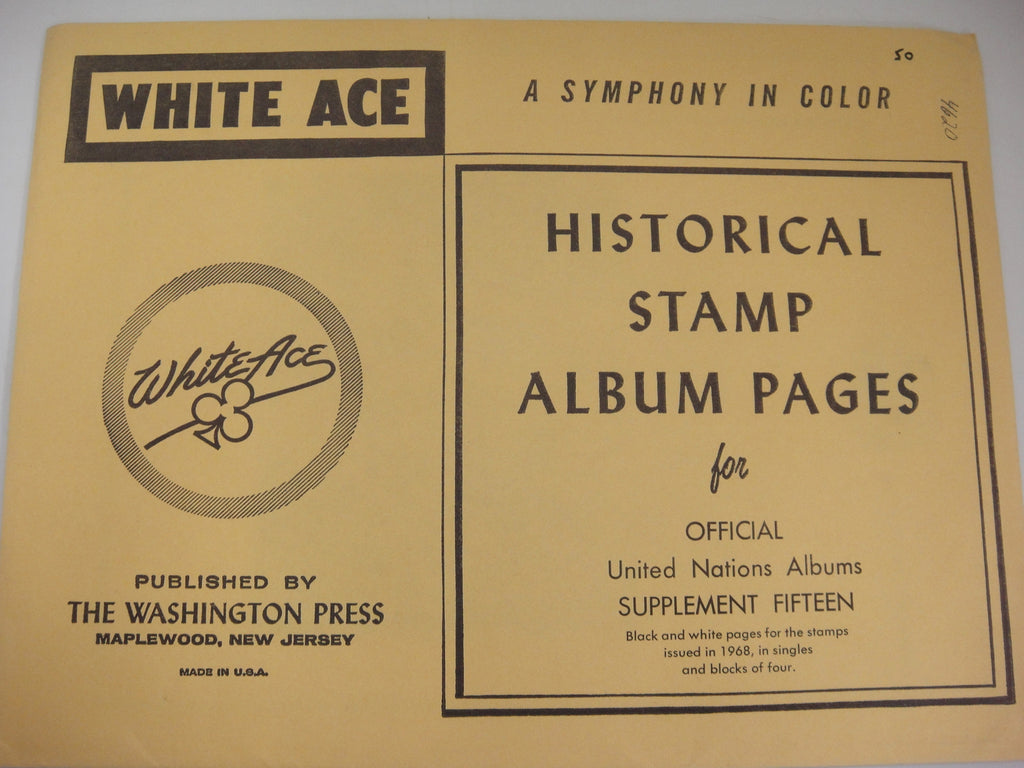 WHITE ACE
A SYMPHONY IN COLOR
50
White Ace
PUBLISHED BY
THE WASHINGTON PRESS
MAPLEWOOD, NEW JERSEY
MADE IN U.S.A.
HISTORICAL
STAMP
ALBUM PAGES
for
OFFICIAL
United Nations Albums
SUPPLEMENT FIFTEEN
Black and white pages for the stamps
issued in 1968, in singles
and blocks of four.